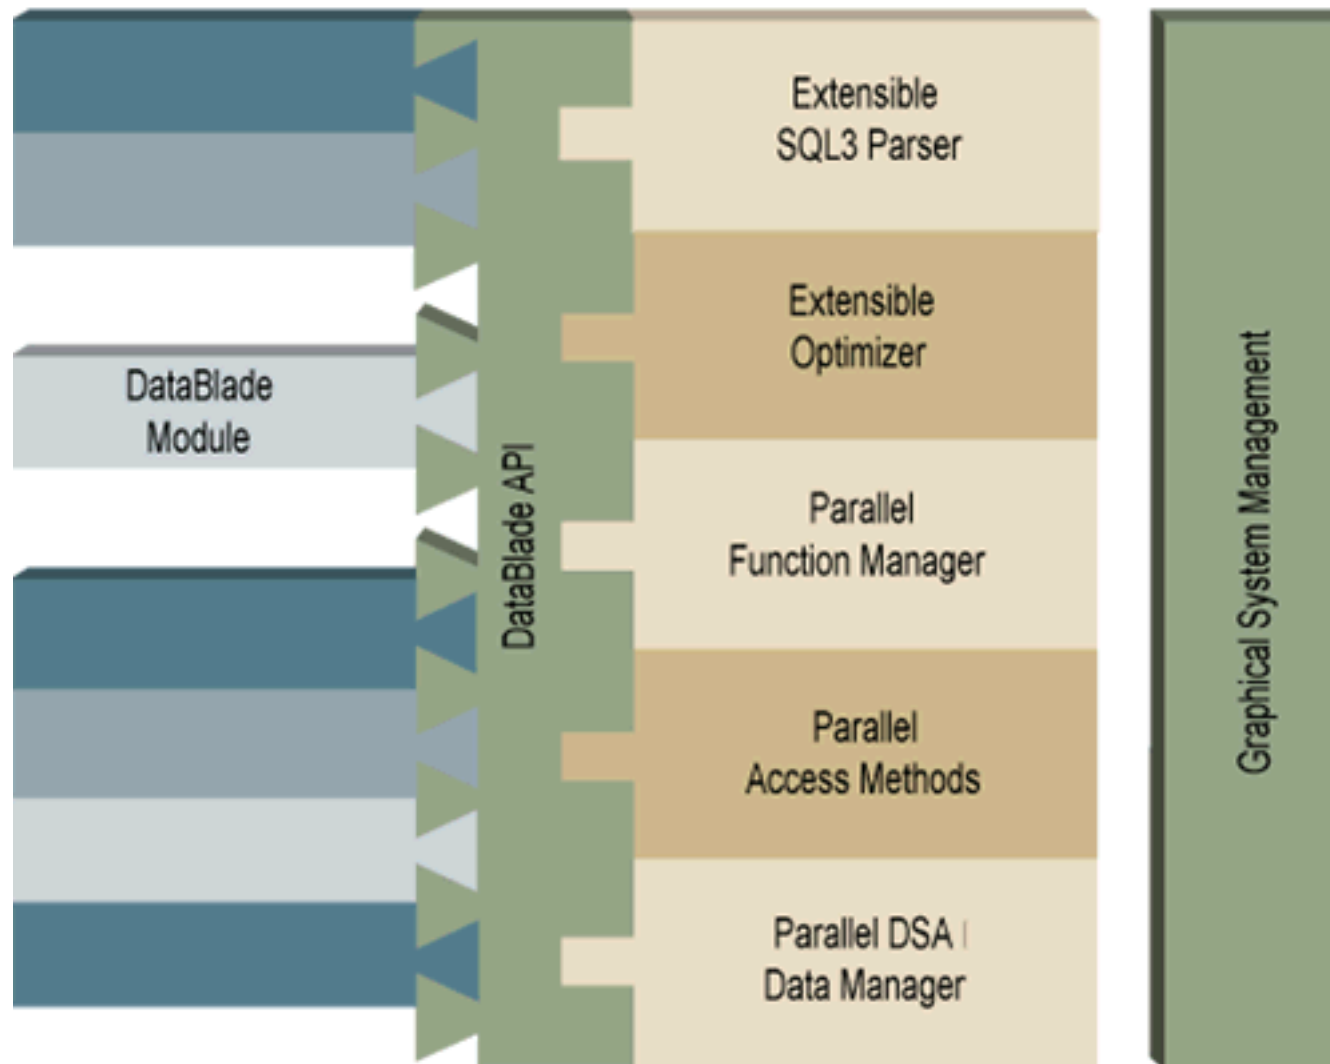 DataBlade
Module
DataBlade API
Extensible
SQL3 Parser
Extensible
Optimizer
Parallel
Function Manager
Parallel
Access Methods
Parallel DSA
Data Manager
Graphical System Management